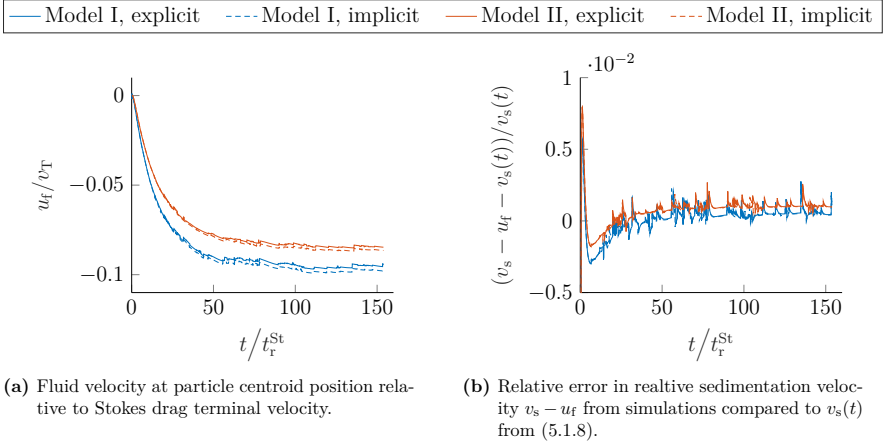 Model I, explicit Model I, implicit Model II, explicit Model II, implicit
0
−0.05
−0.1
u_f/v_T
0 50 100 150
t/t_r^St
·10^−2
1
0.5
0
−0.5
(v_s − u_f − v_s(t))/v_s(t)
0 50 100 150
t/t_r^St
(a) Fluid velocity at particle centroid position rela-
tive to Stokes drag terminal velocity.
(b) Relative error in realtive sedimentation veloc-
ity v_s − u_f from simulations compared to v_s(t)
from (5.1.8).